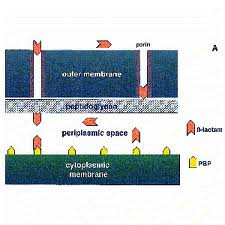 porin
A
outer membrane
peptidoglycan
periplasmic space
β-lactam
PBP
cytoplasmic
membrane